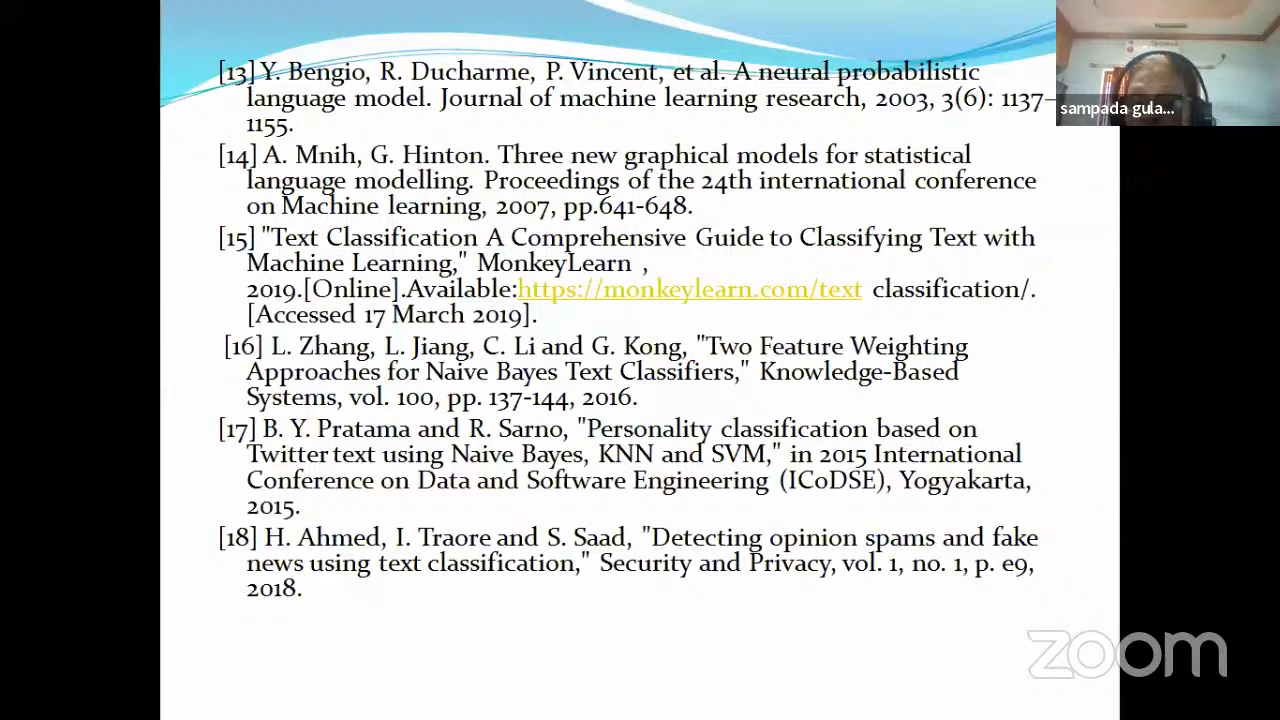 [13] Y. Bengio, R. Ducharme, P. Vincent, et al. A neural probabilistic
language model. Journal of machine learning research, 2003, 3(6): 1137–
1155.
[14] A. Mnih, G. Hinton. Three new graphical models for statistical
language modelling. Proceedings of the 24th international conference
on Machine learning, 2007, pp.641-648.
[15] "Text Classification A Comprehensive Guide to Classifying Text with
Machine Learning," MonkeyLearn ,
2019.[Online].Available:https://monkeylearn.com/text classification/.
[Accessed 17 March 2019].
[16] L. Zhang, L. Jiang, C. Li and G. Kong, "Two Feature Weighting
Approaches for Naive Bayes Text Classifiers," Knowledge-Based
Systems, vol. 100, pp. 137-144, 2016.
[17] B. Y. Pratama and R. Sarno, "Personality classification based on
Twitter text using Naive Bayes, KNN and SVM," in 2015 International
Conference on Data and Software Engineering (ICoDSE), Yogyakarta,
2015.
[18] H. Ahmed, I. Traore and S. Saad, "Detecting opinion spams and fake
news using text classification," Security and Privacy, vol. 1, no. 1, p. e9,
2018.
sampada gula...
zoom